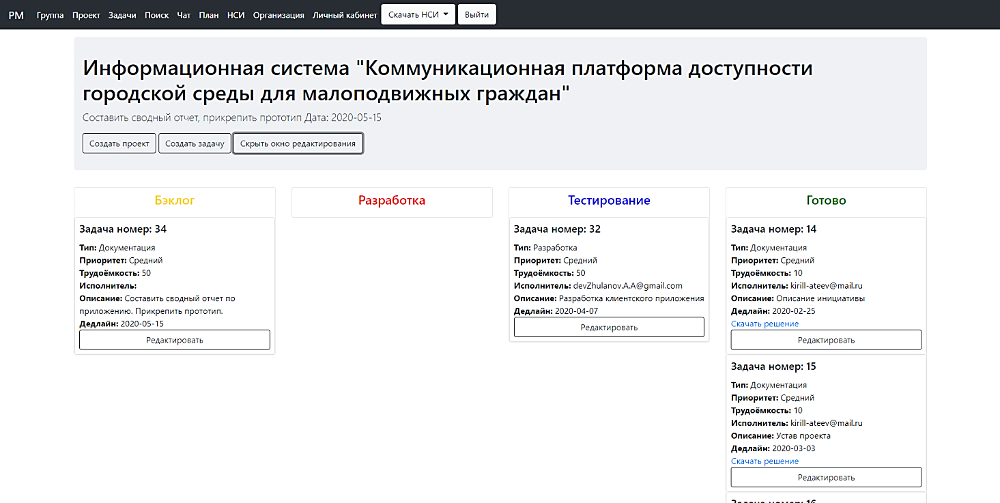 PM Группа Проект Задачи Поиск Чат План НСИ Организация Личный кабинет Скачать НСИ Выйти
Информационная система "Коммуникационная платформа доступности
городской среды для малоподвижных граждан"
Составить сводный отчет, прикрепить прототип Дата: 2020-05-15
Создать проект Создать задачу Скрыть окно редактирования
Бэклог
Задача номер: 34
Тип: Документация
Приоритет: Средний
Трудоёмкость: 50
Исполнитель:
Описание: Составить сводный отчет по
приложению. Прикрепить прототип.
Дедлайн: 2020-05-15
Редактировать
Разработка
Тестирование
Задача номер: 32
Тип: Разработка
Приоритет: Средний
Трудоёмкость: 50
Исполнитель: devZhulanov.A.A@gmail.com
Описание: Разработка клиентского приложения
Дедлайн: 2020-04-07
Редактировать
Готово
Задача номер: 14
Тип: Документация
Приоритет: Средний
Трудоёмкость: 10
Исполнитель: kirill-ateev@mail.ru
Описание: Описание инициативы
Дедлайн: 2020-02-25
Скачать решение
Редактировать
Задача номер: 15
Тип: Документация
Приоритет: Средний
Трудоёмкость: 10
Исполнитель: kirill-ateev@mail.ru
Описание: Устав проекта
Дедлайн: 2020-03-03
Скачать решение
Редактировать
Задача номер: 16